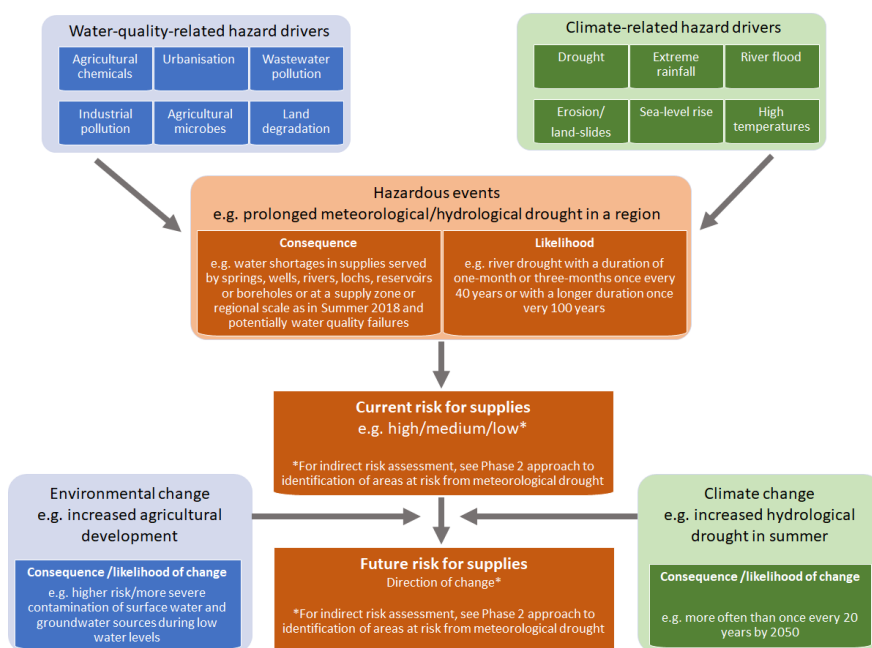 Water-quality-related hazard drivers
Agricultural
chemicals
Urbanisation
Wastewater
pollution
Industrial
pollution
Agricultural
microbes
Land
degradation
Climate-related hazard drivers
Drought
Extreme
rainfall
River flood
Erosion/
land-slides
Sea-level rise
High
temperatures
Hazardous events
e.g. prolonged meteorological/hydrological drought in a region
Consequence
e.g. water shortages in supplies served
by springs, wells, rivers, lochs, reservoirs
or boreholes or at a supply zone or
regional scale as in Summer 2018 and
potentially water quality failures
Likelihood
e.g. river drought with a duration of
one-month or three-months once every
40 years or with a longer duration once
very 100 years
Current risk for supplies
e.g. high/medium/low*
*For indirect risk assessment, see Phase 2 approach to
identification of areas at risk from meteorological drought
Environmental change
e.g. increased agricultural
development
Consequence /likelihood of change
e.g. higher risk/more severe
contamination of surface water and
groundwater sources during low
water levels
Climate change
e.g. increased hydrological
drought in summer
Consequence /likelihood of change
e.g. more often than once every 20
years by 2050
Future risk for supplies
Direction of change*
*For indirect risk assessment, see Phase 2 approach to
identification of areas at risk from meteorological drought